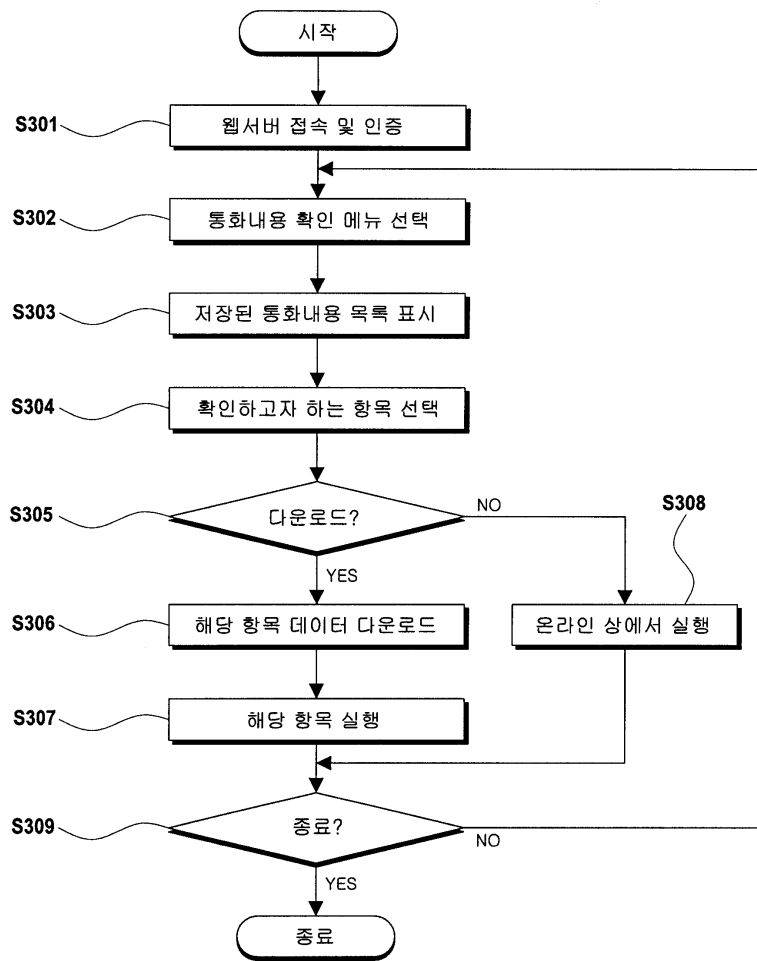 시작
S301
웹서버 접속 및 인증
S302
통화내용 확인 메뉴 선택
S303
저장된 통화내용 목록 표시
S304
확인하고자 하는 항목 선택
S305
다운로드?
NO
S308
YES
S306
해당 항목 데이터 다운로드
온라인 상에서 실행
S307
해당 항목 실행
S309
종료?
NO
YES
종료